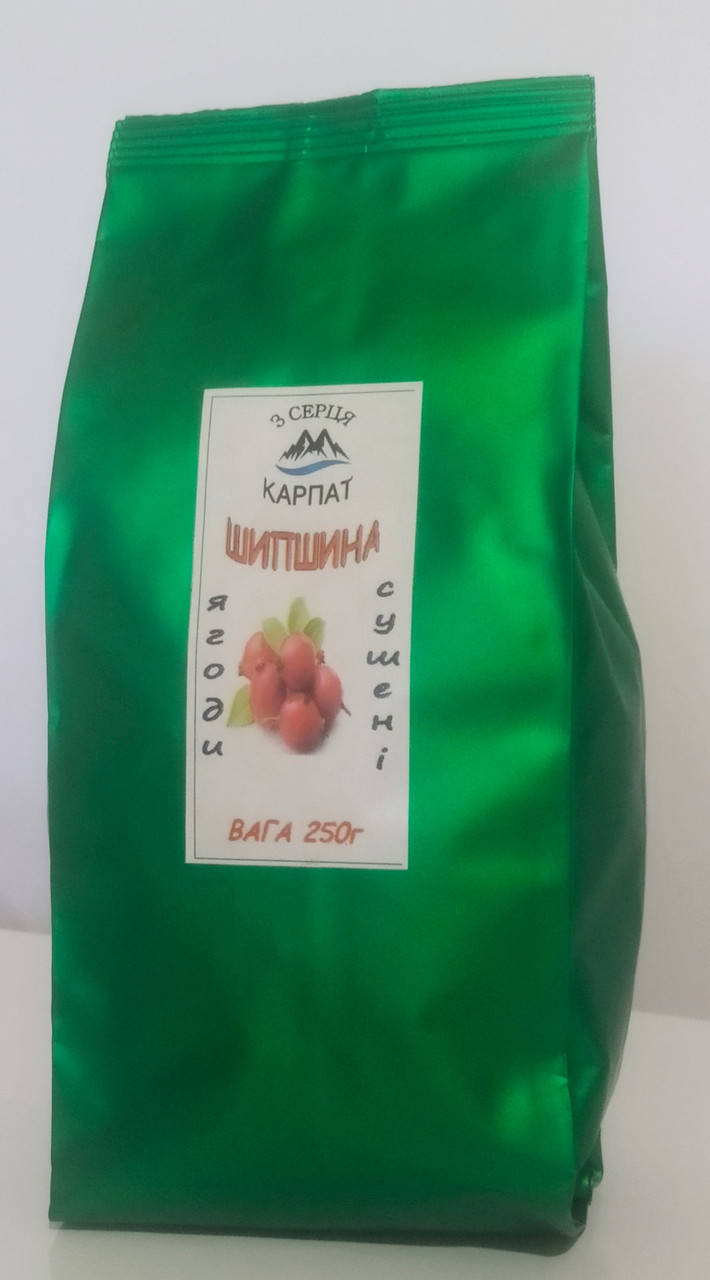 З СЕРЦЯ
КАРПАТ
ШИПШИНА
ягоди
сушені
ВАГА 250г